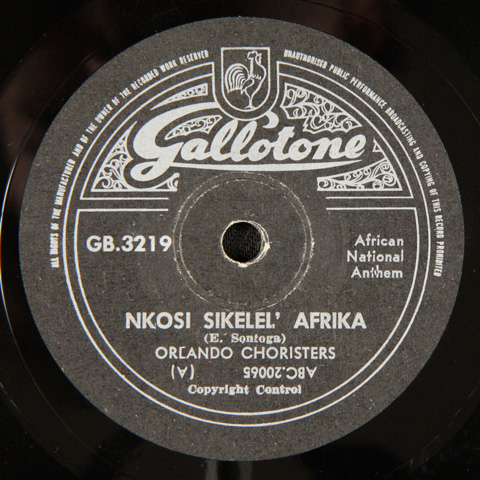 ALL RIGHTS OF THE MANUFACTURER AND OF THE OWNER OF THE RECORDED WORK RESERVED
UNAUTHORISED PUBLIC PERFORMANCE BROADCASTING AND COPYING OF THIS RECORD PROHIBITED
Gallotone
GB.3219
African
National
Anthem
NKOSI SIKELEL' AFRIKA
(E. Sontoga)
ORLANDO CHORISTERS
ABC.20065 (A)
Copyright Control